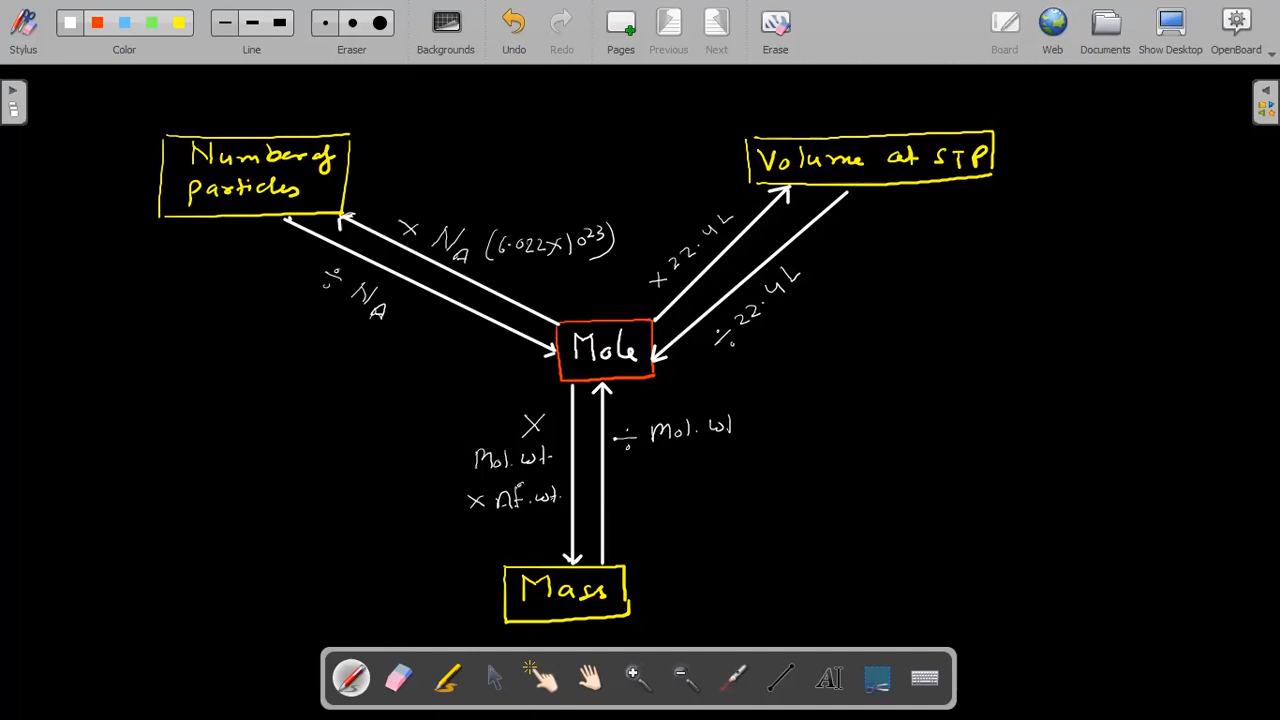 Stylus
Color
Line
Eraser
Backgrounds
Undo
Redo
Pages
Previous
Next
Erase
Board
Web
Documents
Show Desktop
OpenBoard
Number of
particles
Volume at STP
× NA (6.022×10²³)
÷ NA
× 22.4L
÷ 22.4L
Mole
×
Mol. wt.
× At. wt.
÷ Mol. wt
Mass
AI